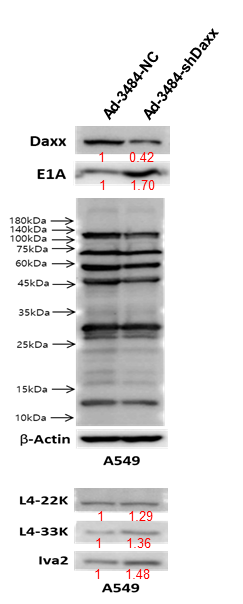 Ad-3484-NC
Ad-3484-shDaxx
Daxx
1 0.42
E1A
1 1.70
180kDa
140kDa
100kDa
75kDa
60kDa
45kDa
35kDa
25kDa
15kDa
10kDa
β-Actin
A549
L4-22K
1 1.29
L4-33K
1 1.36
Iva2
1 1.48
A549